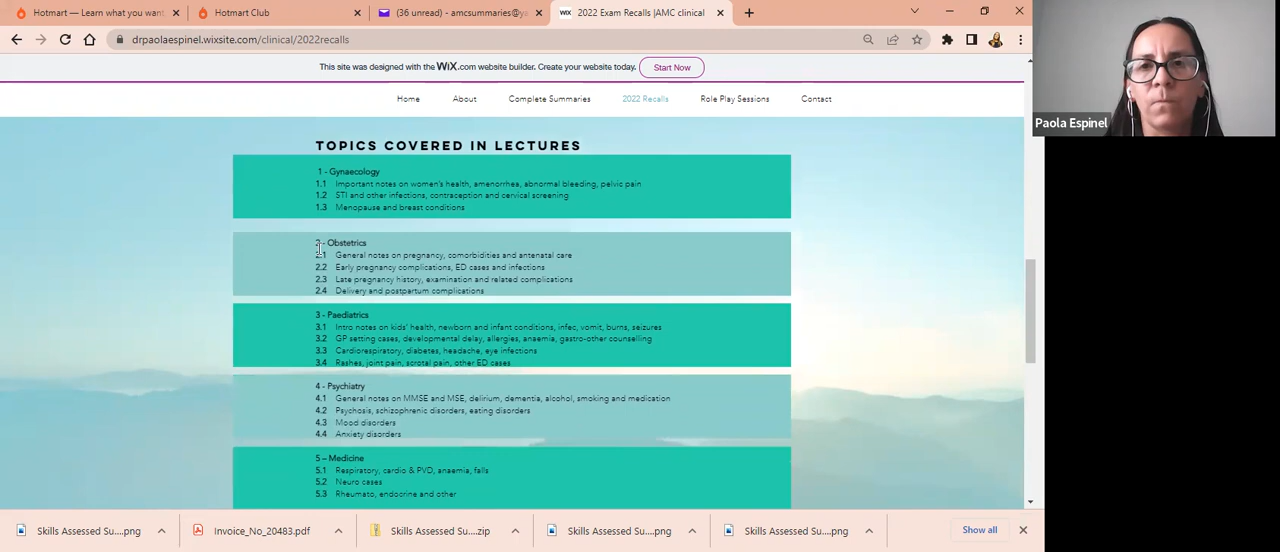 Hotmart — Learn what you want
Hotmart Club
(36 unread) - amcsummaries@ya
WIX
2022 Exam Recalls |AMC clinical
drpaolaespinel.wixsite.com/clinical/2022recalls
This site was designed with the WiX.com website builder. Create your website today.
Start Now
Home
About
Complete Summaries
2022 Recalls
Role Play Sessions
Contact
Paola Espinel
TOPICS COVERED IN LECTURES
1 - Gynaecology
1.1 Important notes on women's health, amenorrhea, abnormal bleeding, pelvic pain
1.2 STI and other infections, contraception and cervical screening
1.3 Menopause and breast conditions
2 - Obstetrics
2.1 General notes on pregnancy, comorbidities and antenatal care
2.2 Early pregnancy complications, ED cases and infections
2.3 Late pregnancy history, examination and related complications
2.4 Delivery and postpartum complications
3 - Paediatrics
3.1 Intro notes on kids' health, newborn and infant conditions, infec, vomit, burns, seizures
3.2 GP setting cases, developmental delay, allergies, anaemia, gastro-other counselling
3.3 Cardiorespiratory, diabetes, headache, eye infections
3.4 Rashes, joint pain, scrotal pain, other ED cases
4 - Psychiatry
4.1 General notes on MMSE and MSE, delirium, dementia, alcohol, smoking and medication
4.2 Psychosis, schizophrenic disorders, eating disorders
4.3 Mood disorders
4.4 Anxiety disorders
5 – Medicine
5.1 Respiratory, cardio & PVD, anaemia, falls
5.2 Neuro cases
5.3 Rheumato, endocrine and other
Skills Assessed Su....png
Invoice_No_20483.pdf
Skills Assessed Su....zip
Skills Assessed Su....png
Skills Assessed Su....png
Show all